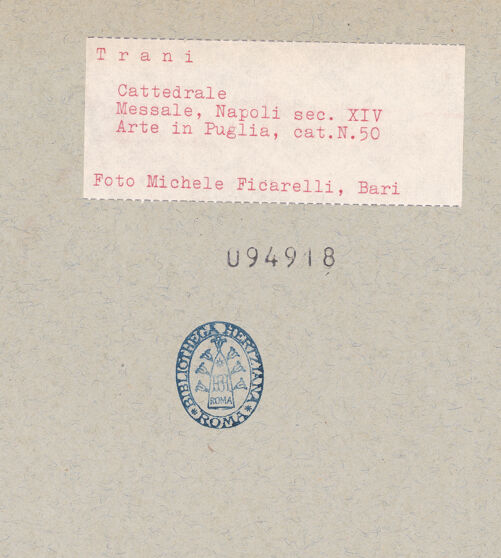 Trani
Cattedrale
Messale, Napoli sec. XIV
Arte in Puglia, cat.N.50
Foto Michele Ficarelli, Bari
U94918
BIBLIOTHECA HERTZIANA
ROMA
*ROMA*